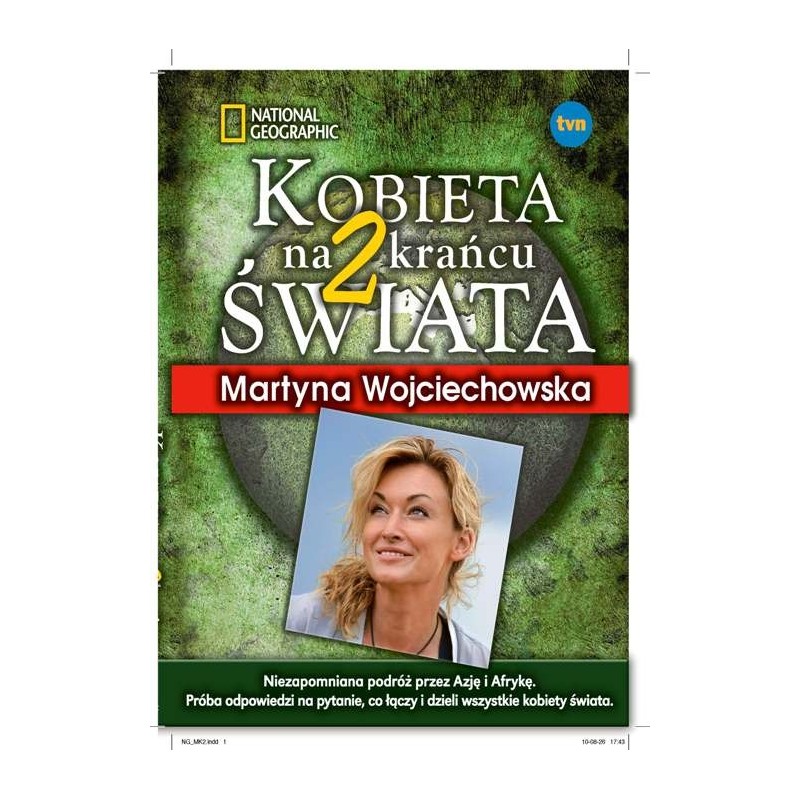 NATIONAL
GEOGRAPHIC
tvn
KOBIETA
na 2 krańcu
ŚWIATA
Martyna Wojciechowska
Niezapomniana podróż przez Azję i Afrykę.
Próba odpowiedzi na pytanie, co łączy i dzieli wszystkie kobiety świata.
NG_MK2.indd 1
10-08-26 17:43